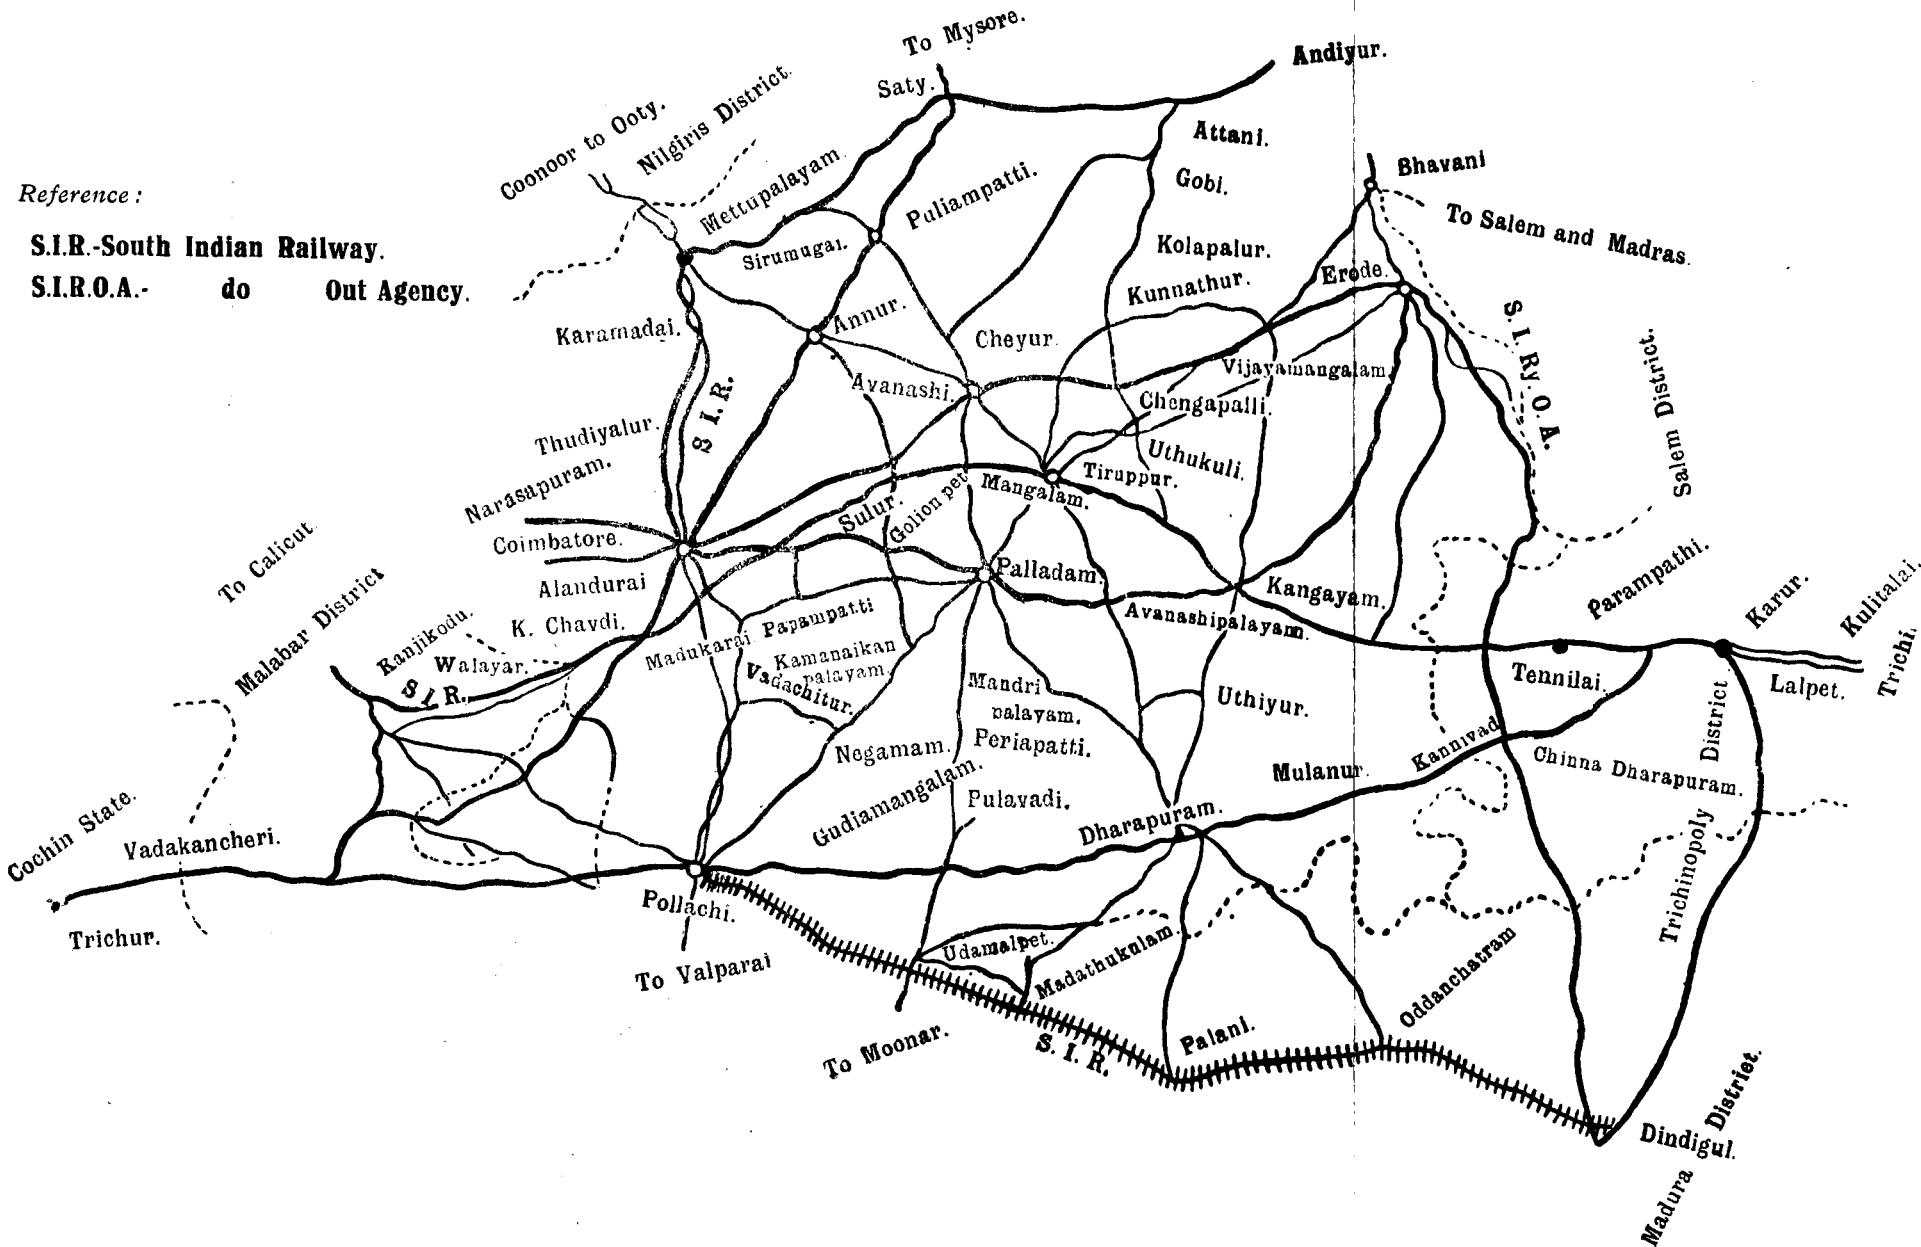 To Mysore.
Andiyur.
Saty.
Coonoor to Ooty.
Nilgiris District.
Attani.
Bhavani
Reference :
Mettupalayam.
Puliampatti.
Gobi.
To Salem and Madras.
S.I.R.-South Indian Railway.
Sirumugai.
Kolapalur.
S.I.R.O.A.- do Out Agency.
Kunnathur.
Erode.
Karamadai.
Annur.
Cheyur.
S. I. Ry. O. A.
Salem District.
S I. R.
Avanashi.
Vijayamangalam.
Chengapalli.
Thudiyalur.
Uthukuli.
Narasapuram.
Tiruppur.
Mangalam.
Sulur.
Golion pet
Coimbatore.
To Calicut.
Palladam.
Alandurai
Kangayam.
Parampathi.
Karur.
Kulitalai.
Malabar District
K. Chavdi.
Papampatti
Avanashipalayam.
Kanjikodu.
Walayar.
Madukarai
Kamanaikan
palayam.
Trichi.
S I. R.
Vadachitur.
Mandri
palayam.
Uthiyur.
Tennilai.
Lalpet.
Negamam.
Periapatti.
Kannivadi
District
Mulanur.
Chinna Dharapuram.
Gudiamangalam.
Pulavadi.
Cochin State.
Vadakancheri.
Dharapuram.
Trichinopoly
Pollachi.
Trichur.
Udamalpet.
Madathukulam.
Oddanchatram
To Valparai
To Moonar.
S. I. R.
Palani.
Dindigul.
Madura District.